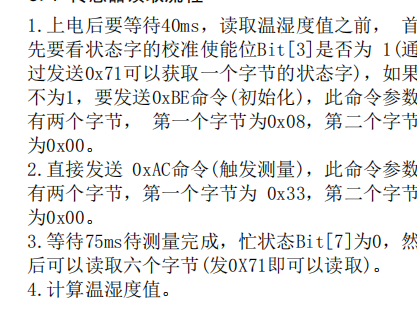 1.上电后要等待40ms，读取温湿度值之前， 首
先要看状态字的校准使能位Bit[3]是否为 1(通
过发送0x71可以获取一个字节的状态字)，如果
不为1，要发送0xBE命令(初始化)，此命令参数
有两个字节， 第一个字节为0x08，第二个字节
为0x00。
2.直接发送 0xAC命令(触发测量)，此命令参数
有两个字节，第一个字节为 0x33，第二个字节
为0x00。
3.等待75ms待测量完成，忙状态Bit[7]为0，然
后可以读取六个字节(发0X71即可以读取)。
4.计算温湿度值。